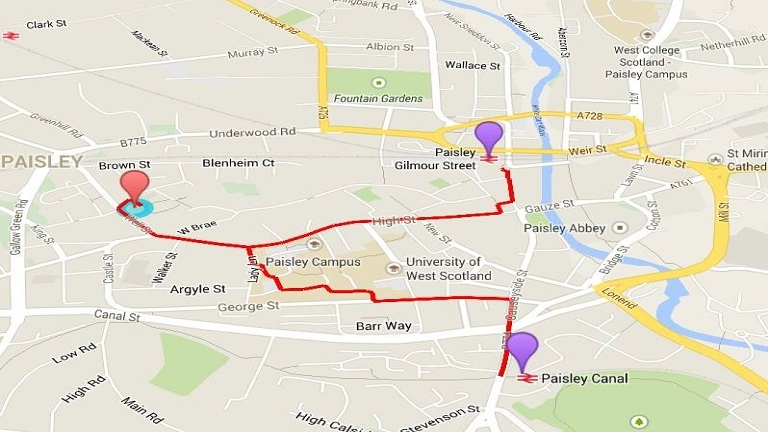 Springbank Rd
Harbour Rd
Clark St
Greenock Rd
New Sneddon St
Abercorn St
Maclean St
Murray St
Albion St
Wallace St
West College
Scotland -
Paisley Campus
Netherhill Rd
Fountain Gardens
A726
A728
Greenhill Rd
B775
Underwood Rd
Weir St
Incle St
PAISLEY
Brown St
Blenheim Ct
Paisley
Gilmour Street
St Mirin
Cathed
Lawn St
A761
Well St
Gauze St
Mill St
High St
W Brae
New St
Paisley Abbey
Cotton St
Gallow Green Rd
King St
Castle St
Walker St
Lady Ln
Paisley Campus
University of
West Scotland
Bridge St
Causeyside St
Argyle St
George St
Lonend
Canal St
Barr Way
Low Rd
High Rd
Paisley Canal
Main Rd
High Calside
Stevenson St